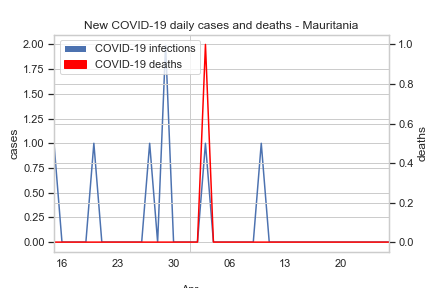 New COVID-19 daily cases and deaths - Mauritania
COVID-19 infections
COVID-19 deaths
cases
2.00
1.75
1.50
1.25
1.00
0.75
0.50
0.25
0.00
deaths
1.0
0.8
0.6
0.4
0.2
0.0
16 23 30 06 13 20